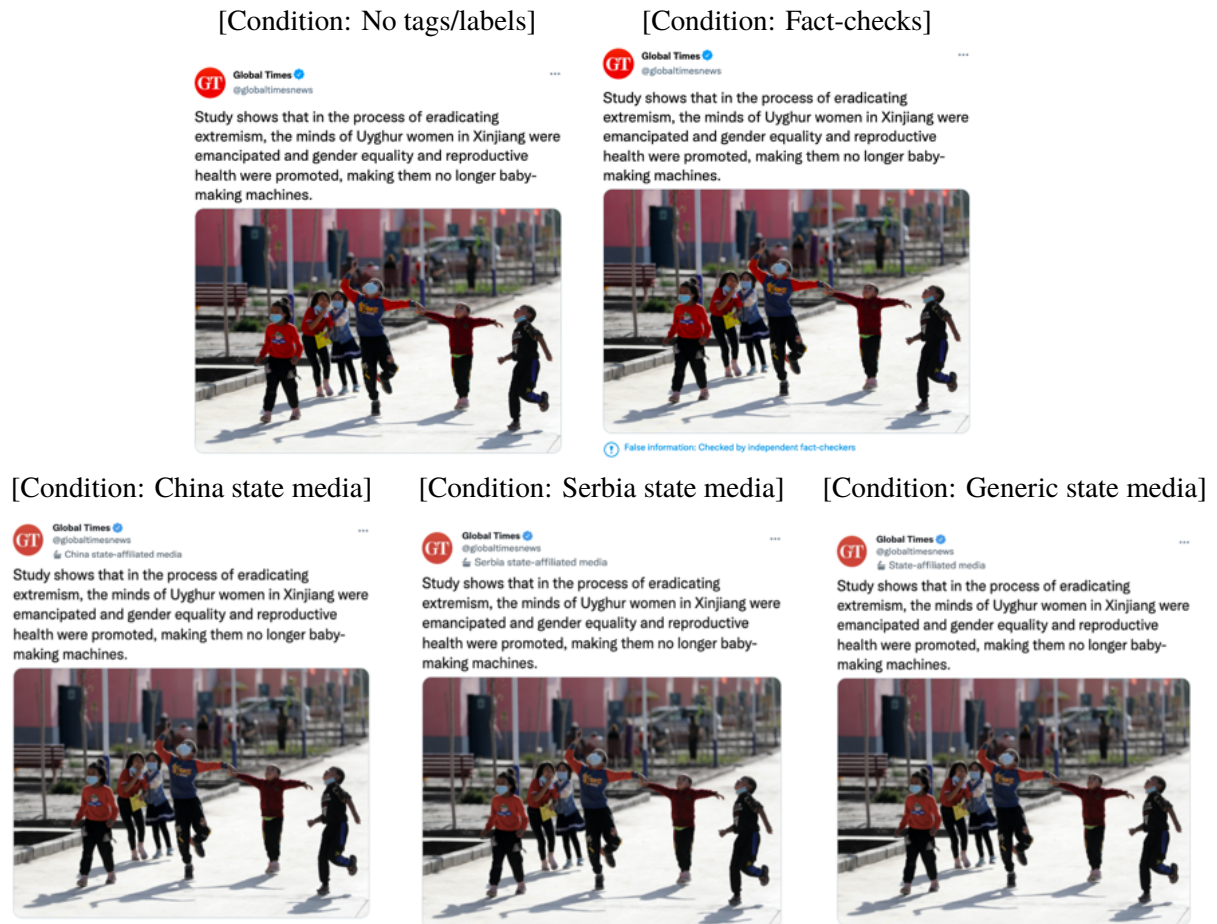 [Condition: No tags/labels]
GT
Global Times
@globaltimesnews
Study shows that in the process of eradicating
extremism, the minds of Uyghur women in Xinjiang were
emancipated and gender equality and reproductive
health were promoted, making them no longer baby-
making machines.
[Condition: Fact-checks]
GT
Global Times
@globaltimesnews
Study shows that in the process of eradicating
extremism, the minds of Uyghur women in Xinjiang were
emancipated and gender equality and reproductive
health were promoted, making them no longer baby-
making machines.
False information: Checked by independent fact-checkers
[Condition: China state media]
GT
Global Times
@globaltimesnews
China state-affiliated media
Study shows that in the process of eradicating
extremism, the minds of Uyghur women in Xinjiang were
emancipated and gender equality and reproductive
health were promoted, making them no longer baby-
making machines.
[Condition: Serbia state media]
GT
Global Times
@globaltimesnews
Serbia state-affiliated media
Study shows that in the process of eradicating
extremism, the minds of Uyghur women in Xinjiang were
emancipated and gender equality and reproductive
health were promoted, making them no longer baby-
making machines.
[Condition: Generic state media]
GT
Global Times
@globaltimesnews
State-affiliated media
Study shows that in the process of eradicating
extremism, the minds of Uyghur women in Xinjiang were
emancipated and gender equality and reproductive
health were promoted, making them no longer baby-
making machines.